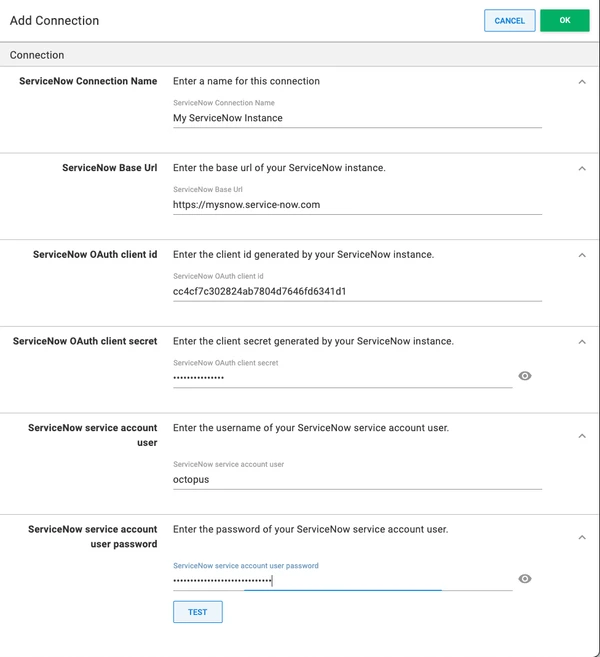 Add Connection
CANCEL
OK
Connection
ServiceNow Connection Name
Enter a name for this connection
ServiceNow Connection Name
My ServiceNow Instance
ServiceNow Base Url
Enter the base url of your ServiceNow instance.
ServiceNow Base Url
https://mysnow.service-now.com
ServiceNow OAuth client id
Enter the client id generated by your ServiceNow instance.
ServiceNow OAuth client id
cc4cf7c302824ab7804d7646fd6341d1
ServiceNow OAuth client secret
Enter the client secret generated by your ServiceNow instance.
ServiceNow OAuth client secret
•••••••••••••••
ServiceNow service account
user
Enter the username of your ServiceNow service account user.
ServiceNow service account user
octopus
ServiceNow service account
user password
Enter the password of your ServiceNow service account user.
ServiceNow service account user password
•••••••••••••••••••••••••••••
TEST